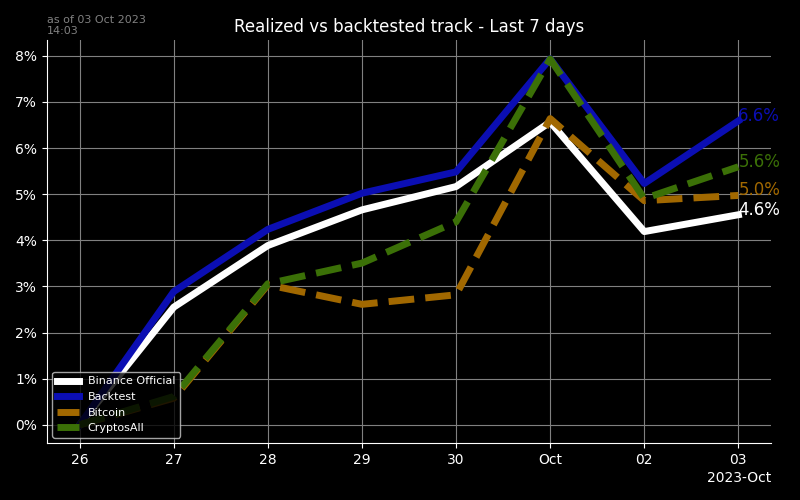 as of 03 Oct 2023
14:03
Realized vs backtested track - Last 7 days
8%
7%
6%
5%
4%
3%
2%
1%
0%
6.6%
5.6%
5.0%
4.6%
Binance Official
Backtest
Bitcoin
CryptosAll
26
27
28
29
30
Oct
02
03
2023-Oct